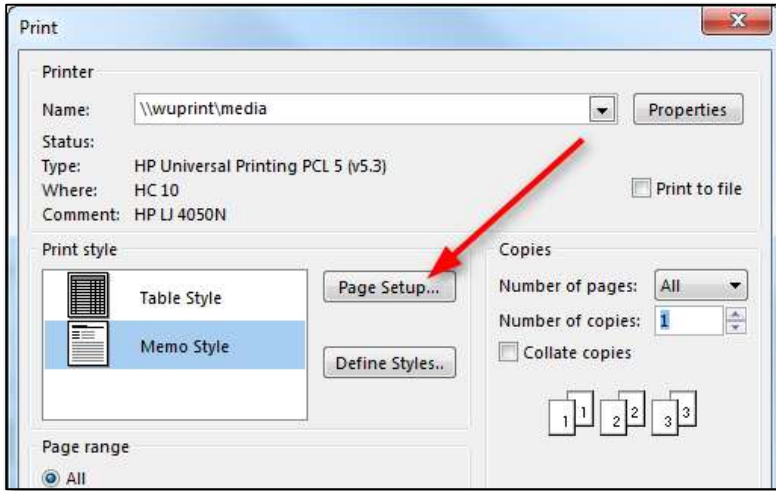 Print
Printer
Name: \\wuprint\media Properties
Status:
Type: HP Universal Printing PCL 5 (v5.3)
Where: HC 10 Print to file
Comment: HP LJ 4050N
Print style
Table Style
Memo Style
Page Setup...
Define Styles..
Copies
Number of pages: All
Number of copies: 1
Collate copies
1 1 2 2 3 3
Page range
All